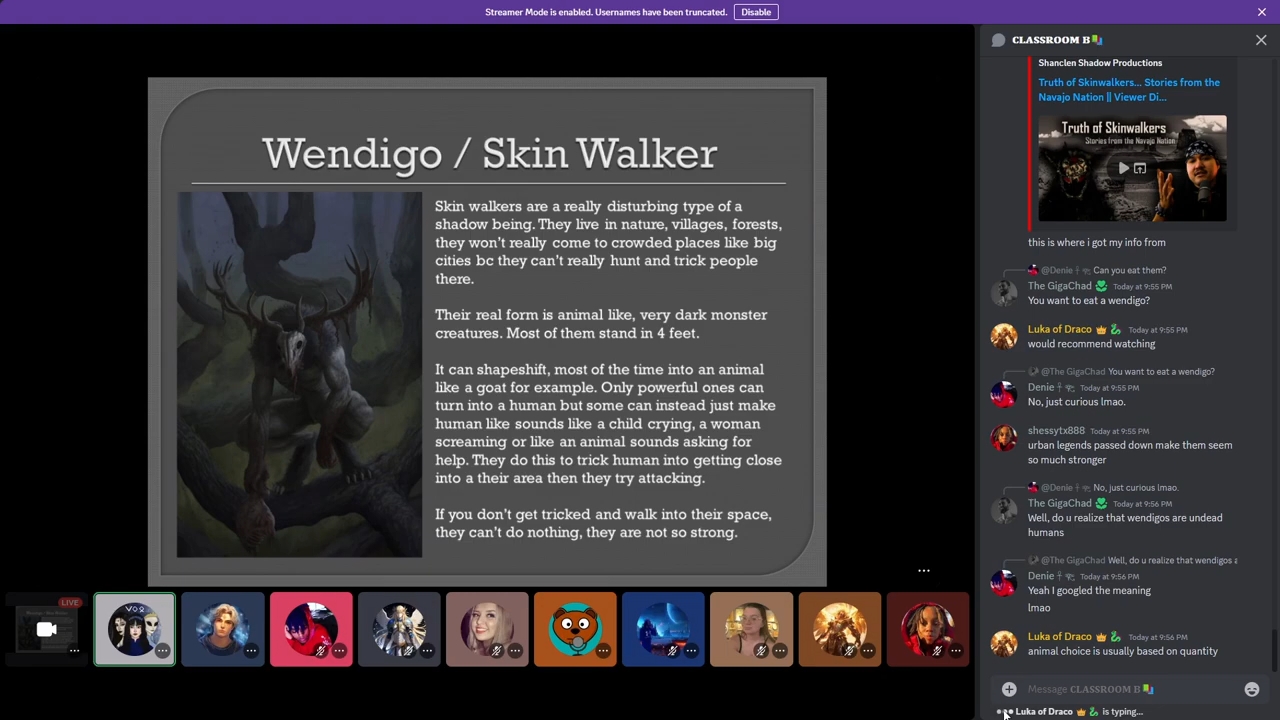 Streamer Mode is enabled. Usernames have been truncated.
Disable
Wendigo / Skin Walker
Skin walkers are a really disturbing type of a
shadow being. They live in nature, villages, forests,
they won't really come to crowded places like big
cities bc they can't really hunt and trick people
there.
Their real form is animal like, very dark monster
creatures. Most of them stand in 4 feet.
It can shapeshift, most of the time into an animal
like a goat for example. Only powerful ones can
turn into a human but some can instead just make
human like sounds like a child crying, a woman
screaming or like an animal sounds asking for
help. They do this to trick human into getting close
into a their area then they try attacking.
If you don't get tricked and walk into their space,
they can't do nothing, they are not so strong.
LIVE
VOX
CLASSROOM B
Shanclen Shadow Productions
Truth of Skinwalkers... Stories from the
Navajo Nation || Viewer Di...
Truth of Skinwalkers
Stories from the Navajo Nation
this is where i got my info from
@Denie Can you eat them?
The GigaChad Today at 9:55 PM
You want to eat a wendigo?
Luka of Draco Today at 9:55 PM
would recommend watching
@The GigaChad You want to eat a wendigo?
Denie Today at 9:55 PM
No, just curious lmao.
shessytx888 Today at 9:55 PM
urban legends passed down make them seem
so much stronger
@Denie No, just curious lmao.
The GigaChad Today at 9:56 PM
Well, do u realize that wendigos are undead
humans
@The GigaChad Well, do u realize that wendigos a
Denie Today at 9:56 PM
Yeah I googled the meaning
lmao
Luka of Draco Today at 9:56 PM
animal choice is usually based on quantity
Message CLASSROOM B
Luka of Draco is typing...